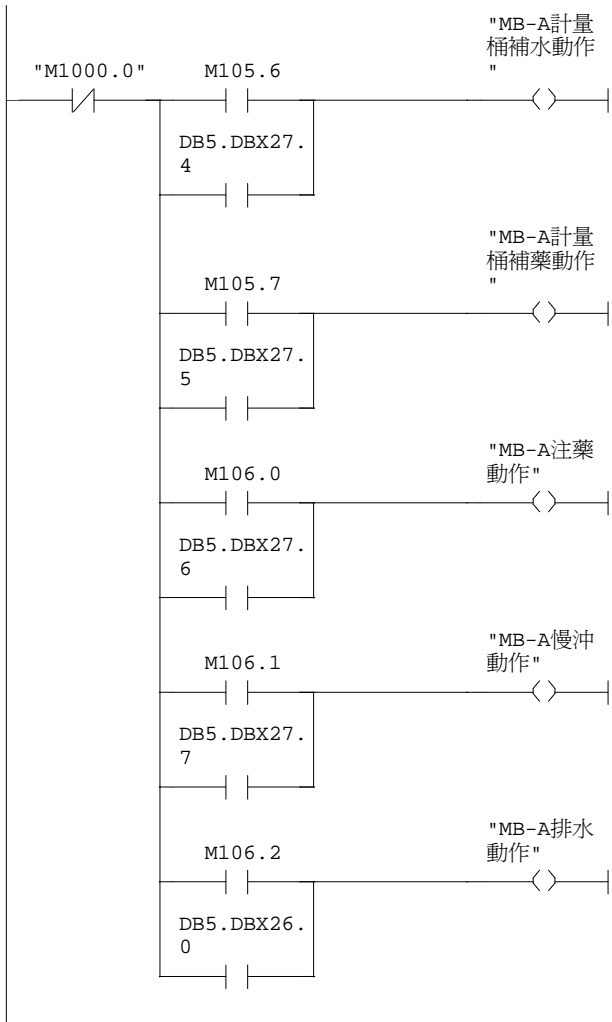 "MB-A計量
桶補水動作
"
"M1000.0"
M105.6
DB5.DBX27.
4
"MB-A計量
桶補藥動作
"
M105.7
DB5.DBX27.
5
"MB-A注藥
動作"
M106.0
DB5.DBX27.
6
"MB-A慢沖
動作"
M106.1
DB5.DBX27.
7
"MB-A排水
動作"
M106.2
DB5.DBX26.
0